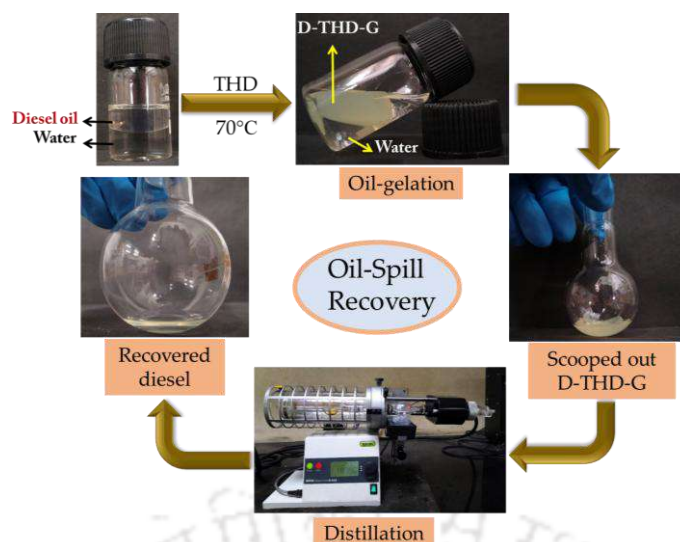 D-THD-G
THD
70°C
Diesel oil
Water
Water
Oil-gelation
Oil-Spill
Recovery
Recovered
diesel
Scooped out
D-THD-G
Distillation